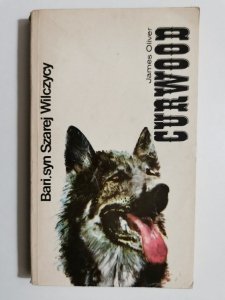 Bari, syn Szarej Wilczycy
James Oliver
CURWOOD